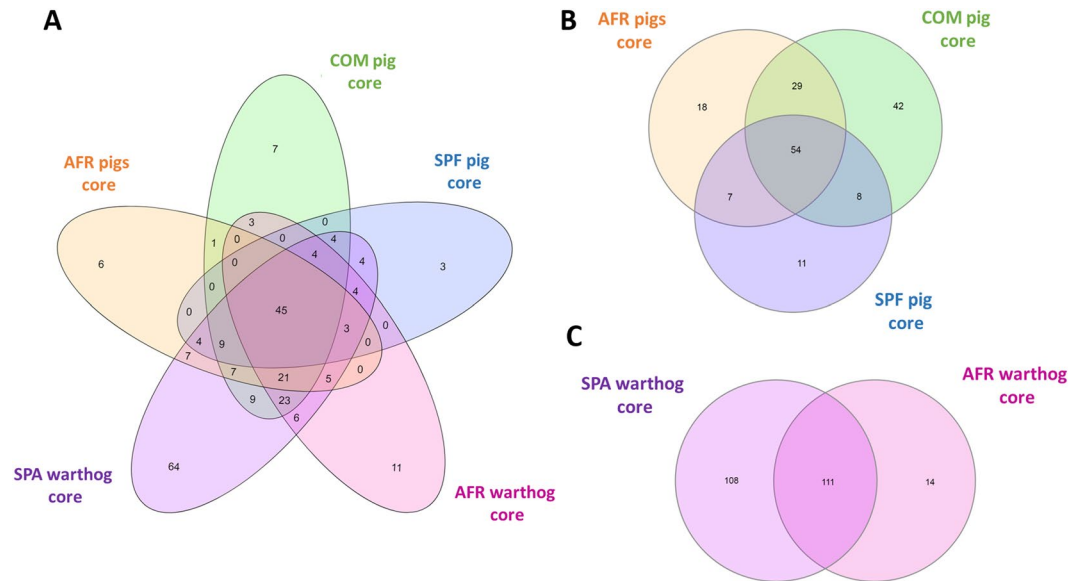 A
COM pig
core
AFR pigs
core
SPF pig
core
7
6
3
3
0
1
0
0
4
0
4
4
0
4
0
45
0
3
4
9
0
7
7
21
5
0
9
23
6
64
11
SPA warthog
core
AFR warthog
core
B
AFR pigs
core
COM pig
core
29
18
42
54
7
8
11
SPF pig
core
C
SPA warthog
core
AFR warthog
core
108
111
14